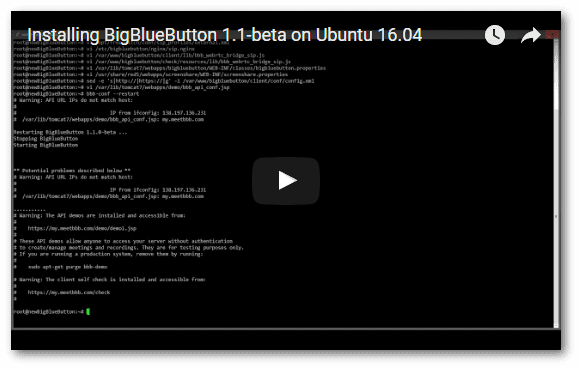 Installing BigBlueButton 1.1-beta on Ubuntu 16.04
root@newBigBlueButton:~# vi /etc/bigbluebutton/nginx/sip.nginx
root@newBigBlueButton:~# vi /var/www/bigbluebutton/client/lib/bbb_webrtc_bridge_sip.js
root@newBigBlueButton:~# vi /var/www/bigbluebutton/check/resources/lib/bbb_webrtc_bridge_sip.js
root@newBigBlueButton:~# vi /var/lib/tomcat7/webapps/bigbluebutton/WEB-INF/classes/bigbluebutton.properties
root@newBigBlueButton:~# vi /usr/share/red5/webapps/screenshare/WEB-INF/screenshare.properties
root@newBigBlueButton:~# sed -e 's|http://|https://|g' -i /var/www/bigbluebutton/client/conf/config.xml
root@newBigBlueButton:~# vi /var/lib/tomcat7/webapps/demo/bbb_api_conf.jsp
root@newBigBlueButton:~# bbb-conf --restart
# Warning: API URL IPs do not match host:
#
# IP from ifconfig: 138.197.136.231
# /var/lib/tomcat7/webapps/demo/bbb_api_conf.jsp: my.meetbbb.com
Restarting BigBlueButton 1.1.0-beta ...
Stopping BigBlueButton
Starting BigBlueButton
** Potential problems described below **
# Warning: API URL IPs do not match host:
#
# IP from ifconfig: 138.197.136.231
# /var/lib/tomcat7/webapps/demo/bbb_api_conf.jsp: my.meetbbb.com
...........
# Warning: The API demos are installed and accessible from:
#
# https://my.meetbbb.com/demo/demo1.jsp
#
# These API demos allow anyone to access your server without authentication
# to create/manage meetings and recordings. They are for testing purposes only.
# If you are running a production system, remove them by running:
#
# sudo apt-get purge bbb-demo
# Warning: The client self check is installed and accessible from:
#
# https://my.meetbbb.com/check
#
root@newBigBlueButton:~#